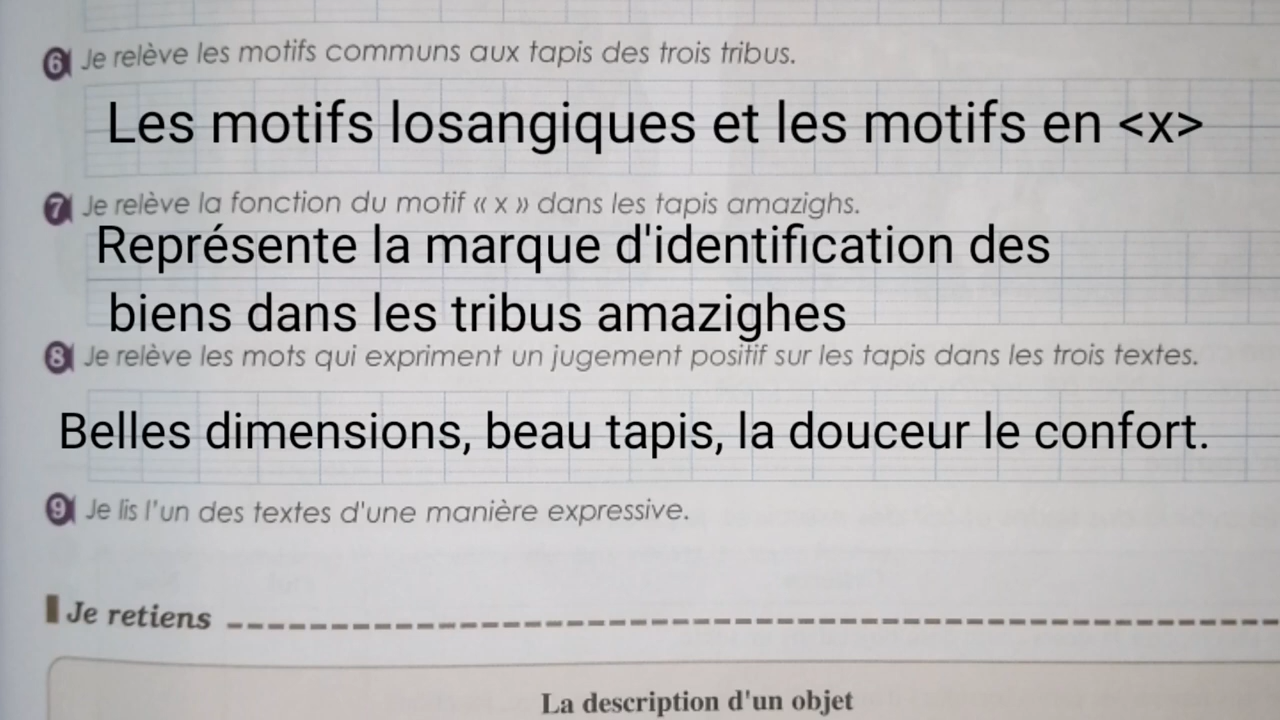 6 Je relève les motifs communs aux tapis des trois tribus.
Les motifs losangiques et les motifs en <x>
7 Je relève la fonction du motif « x » dans les tapis amazighs.
Représente la marque d'identification des
biens dans les tribus amazighes
8 Je relève les mots qui expriment un jugement positif sur les tapis dans les trois textes.
Belles dimensions, beau tapis, la douceur le confort.
9 Je lis l'un des textes d'une manière expressive.
Je retiens
La description d'un objet